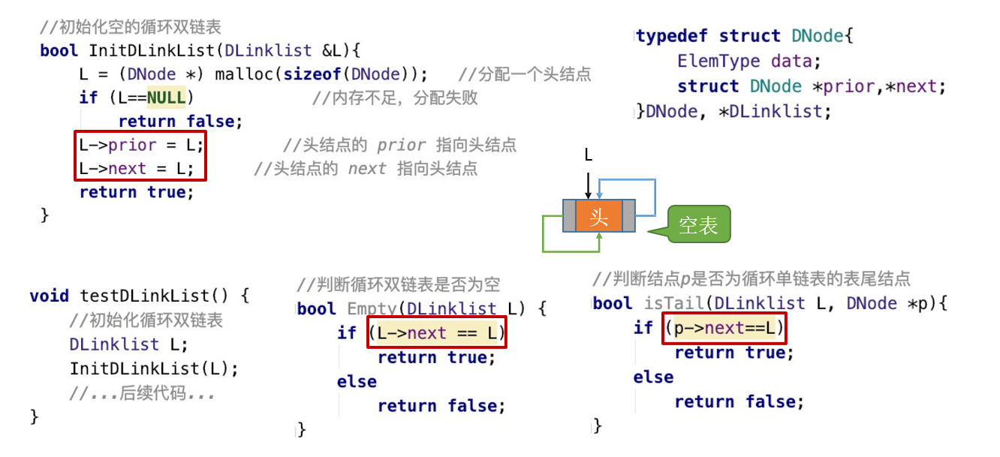 //初始化空的循环双链表
bool InitDLinkList(DLinklist &L){
L = (DNode *) malloc(sizeof(DNode)); //分配一个头结点
if (L==NULL) //内存不足，分配失败
return false;
L->prior = L; //头结点的 prior 指向头结点
L->next = L; //头结点的 next 指向头结点
return true;
}
typedef struct DNode{
ElemType data;
struct DNode *prior,*next;
}DNode, *DLinklist;
L
头
空表
void testDLinkList() {
//初始化循环双链表
DLinklist L;
InitDLinkList(L);
//...后续代码...
}
//判断循环双链表是否为空
bool Empty(DLinklist L) {
if (L->next == L)
return true;
else
return false;
}
//判断结点p是否为循环单链表的表尾结点
bool isTail(DLinklist L, DNode *p){
if (p->next==L)
return true;
else
return false;
}